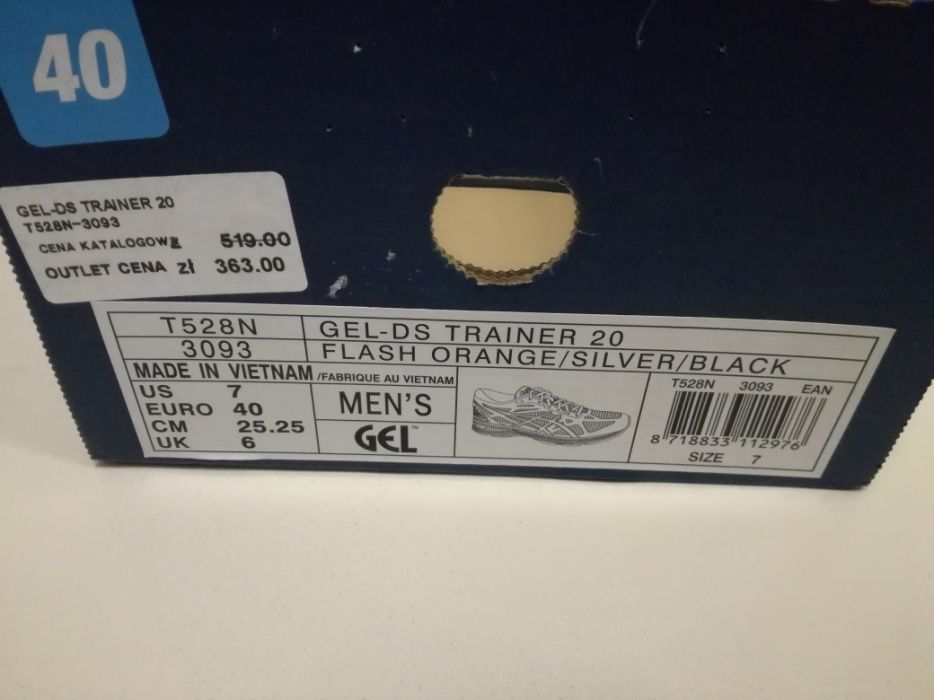 40
GEL-DS TRAINER 20
T528N-3093
CENA KATALOGOWA 519.00
OUTLET CENA zł 363.00
T528N GEL-DS TRAINER 20
3093 FLASH ORANGE/SILVER/BLACK
MADE IN VIETNAM /FABRIQUE AU VIETNAM
US 7
EURO 40
CM 25.25
UK 6
MEN'S
GEL™
T528N 3093 EAN
8 718833 112976
SIZE 7